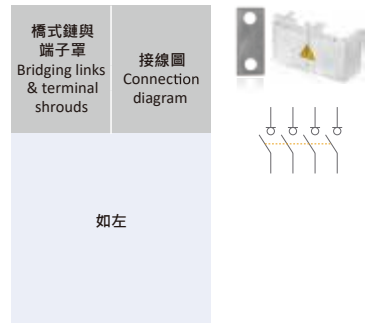 橋式鏈與
端子罩
Bridging links
& terminal
shrouds
接線圖
Connection
diagram
如左